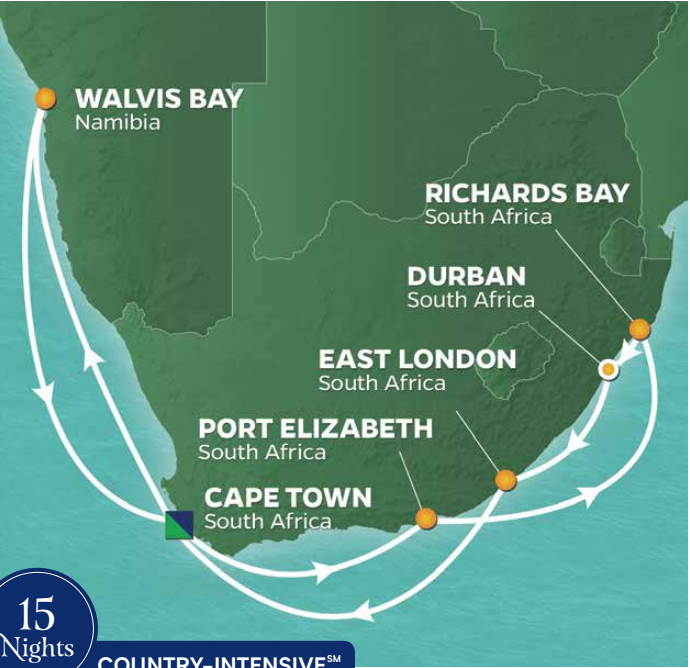 WALVIS BAY
Namibia
RICHARDS BAY
South Africa
DURBAN
South Africa
EAST LONDON
South Africa
PORT ELIZABETH
South Africa
CAPE TOWN
South Africa
15
Nights
COUNTRY-INTENSIVE℠